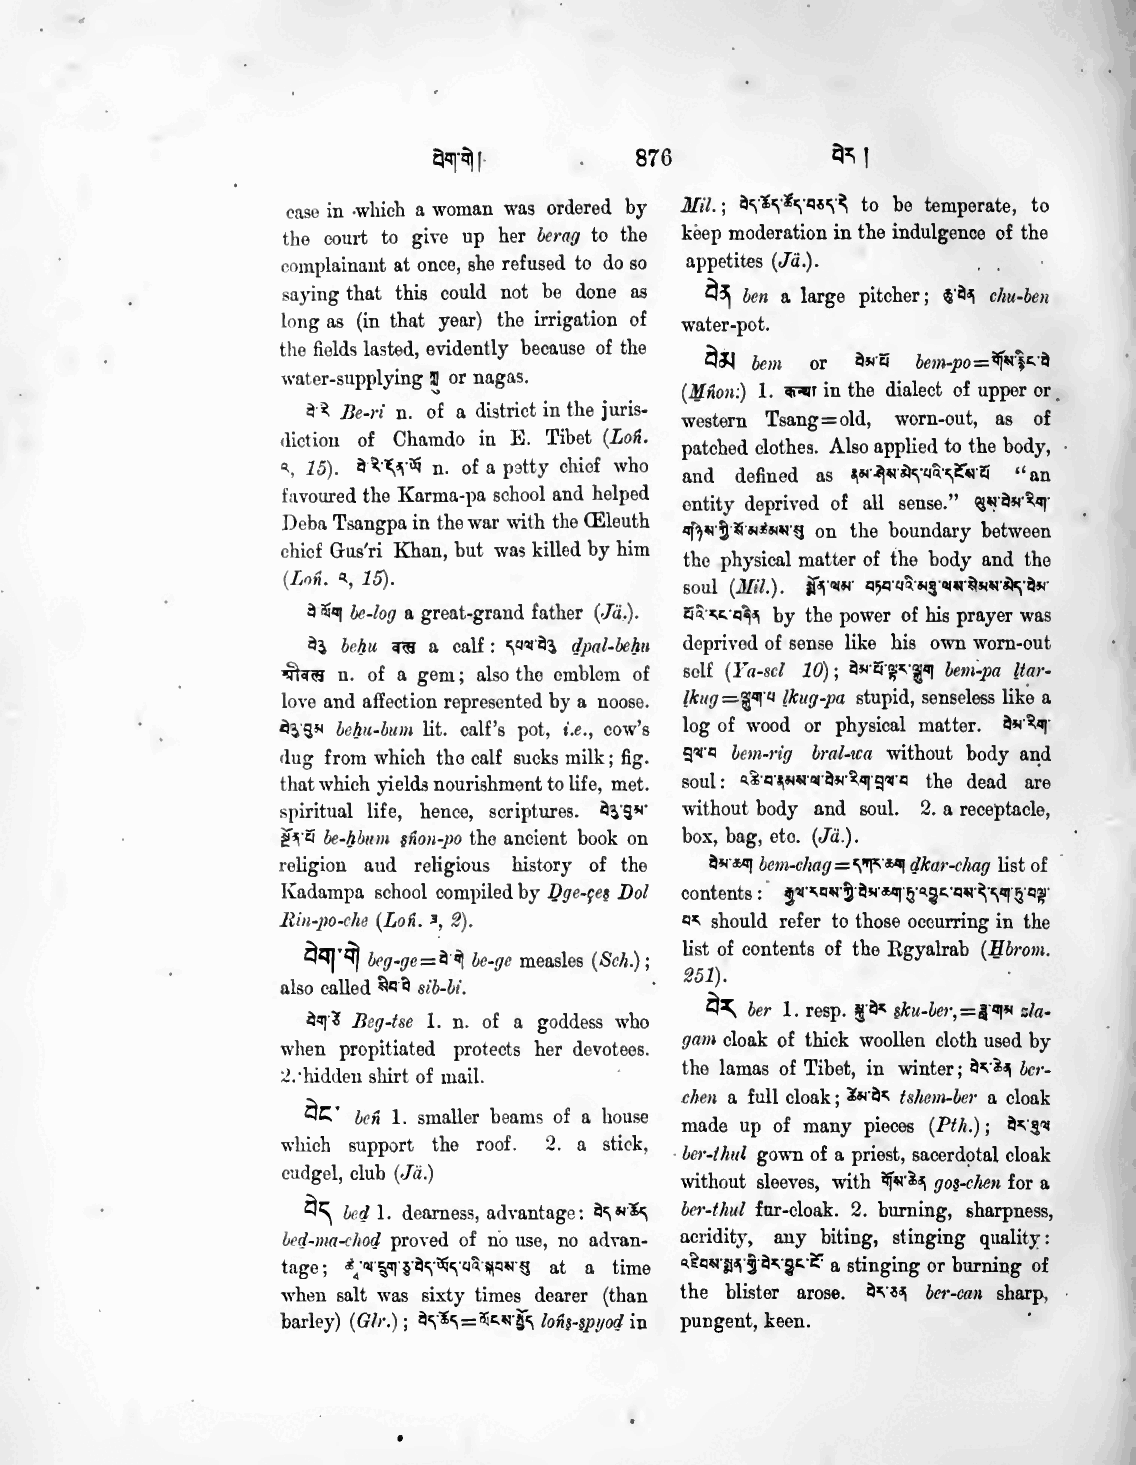 བེག་གེ།
876
བེར།
case in which a woman was ordered by
the court to give up her berag to the
complainant at once, she refused to do so
saying that this could not be done as
long as (in that year) the irrigation of
the fields lasted, evidently because of the
water-supplying ཀླུ or nagas.
བེ་རི Be-ri n. of a district in the juris-
diction of Chamdo in E. Tibet (Loñ.
༢, 15). བེ་རི་དོན་ཡོ n. of a petty chief who
favoured the Karma-pa school and helped
Deba Tsangpa in the war with the Œleuth
chief Gus'ri Khan, but was killed by him
(Loñ. ༢, 15).
བེ་ལོག be-log a great-grand father (Jä.).
བེའུ beḥu वत्स a calf: དཔལ་བེའུ ḍpal-beḥu
श्रीवत्स n. of a gem; also the emblem of
love and affection represented by a noose.
བེའུ་བུམ beḥu-bum lit. calf's pot, i.e., cow's
dug from which the calf sucks milk; fig.
that which yields nourishment to life, met.
spiritual life, hence, scriptures. བེའུ་བུམ་
སྔོན་པོ be-ḥbum sñon-po the ancient book on
religion and religious history of the
Kadampa school compiled by Dge-çes Dol
Rin-po-che (Loñ. ༣, 2).
བེག་གེ beg-ge=བེ་གེ be-ge measles (Sch.);
also called སིབ་བི sib-bi.
བེག་ཙེ Beg-tse 1. n. of a goddess who
when propitiated protects her devotees.
2. hidden shirt of mail.
བེང་ beñ 1. smaller beams of a house
which support the roof. 2. a stick,
cudgel, club (Jä.)
བེད beḍ 1. dearness, advantage: བེད་མ་ཆོད
beḍ-ma-choḍ proved of no use, no advan-
tage; ཚྭ་ལ་དྲུག་ཅུ་བེད་ཡོད་པའི་སྐབས་སུ at a time
when salt was sixty times dearer (than
barley) (Glr.); བེད་ཚོད=ལོངས་སྤྱོད loñs-spyoḍ in
Mil.; བེད་ཚོད་ཚོད་བཅད་དེ to be temperate, to
keep moderation in the indulgence of the
appetites (Jä.).
བེན ben a large pitcher; ཆུ་བེན chu-ben
water-pot.
བེམ bem or བེམ་པོ bem-po=གོས་རྙིང་བེ
(Mñon.) 1. कन्था in the dialect of upper or
western Tsang=old, worn-out, as of
patched clothes. Also applied to the body,
and defined as རྣམ་ཤེས་མེད་པའི་དངོས་པོ "an
entity deprived of all sense." ལུས་བེམ་རིག་
གཉིས་ཀྱི་སོ་མཚམས་སུ on the boundary between
the physical matter of the body and the
soul (Mil.). སྨོན་ལམ་ བཏབ་པའི་མཐུ་ལས་སེམས་མེད་བེམ་
པོའི་རང་བཞིན by the power of his prayer was
deprived of sense like his own worn-out
self (Ya-sel 10); བེམ་པོ་ལྟར་ལྐུག bem-pa ltar-
lkug=ལྐུག་པ lkug-pa stupid, senseless like a
log of wood or physical matter. བེམ་རིག་
བྲལ་བ bem-rig bral-wa without body and
soul: འཆི་བ་རྣམས་ལ་བེམ་རིག་བྲལ་བ the dead are
without body and soul. 2. a receptacle,
box, bag, etc. (Jä.).
བེམ་ཆག bem-chag=དཀར་ཆག ḍkar-chag list of
contents: རྒྱལ་རབས་ཀྱི་བེམ་ཆག་ཏུ་འབྱུང་བས་དེ་དག་ཏུ་བལྟ་
བར should refer to those occurring in the
list of contents of the Rgyalrab (Ḥbrom.
251).
བེར ber 1. resp. སྐུ་བེར sku-ber,=ཟླ་གམ zla-
gam cloak of thick woollen cloth used by
the lamas of Tibet, in winter; བེར་ཆེན ber-
chen a full cloak; ཚེམ་བེར tshem-ber a cloak
made up of many pieces (Pth.); བེར་ཐུལ
ber-thul gown of a priest, sacerdotal cloak
without sleeves, with གོས་ཆེན gos-chen for a
ber-thul fur-cloak. 2. burning, sharpness,
acridity, any biting, stinging quality:
a stinging or burning of
the blister arose. བེར་ཅན ber-can sharp,
pungent, keen.